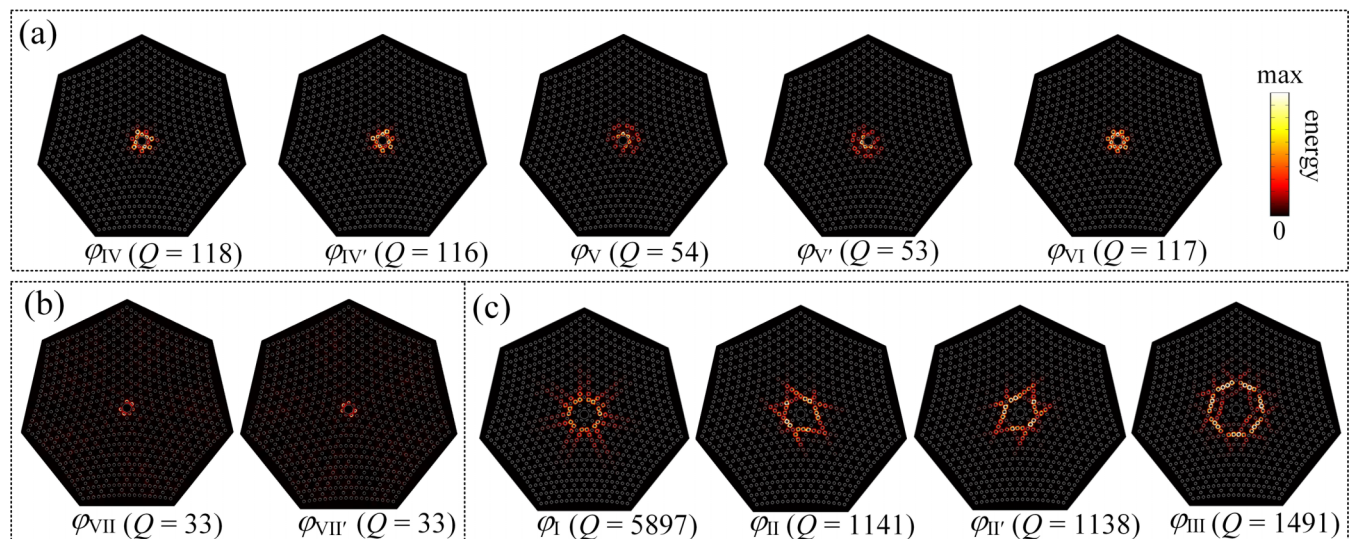 (a)
max
energy
0
φIV (Q = 118)
φIV′ (Q = 116)
φV (Q = 54)
φV′ (Q = 53)
φVI (Q = 117)
(b)
(c)
φVII (Q = 33)
φVII′ (Q = 33)
φI (Q = 5897)
φII (Q = 1141)
φII′ (Q = 1138)
φIII (Q = 1491)